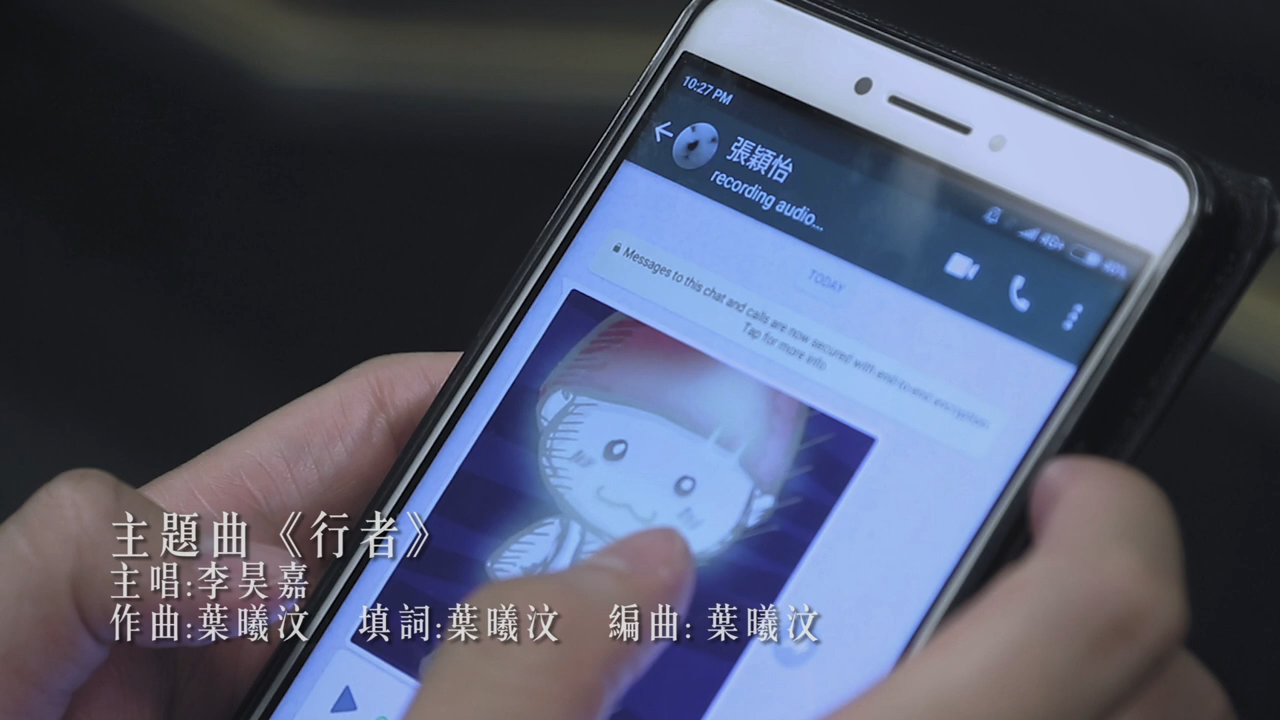 10:27 PM
張穎怡
recording audio...
4G+ 40%
TODAY
Messages to this chat and calls are now secured with end-to-end encryption.
Tap for more info.
主題曲《行者》
主唱:李昊嘉
作曲:葉曦汶 填詞:葉曦汶 編曲: 葉曦汶